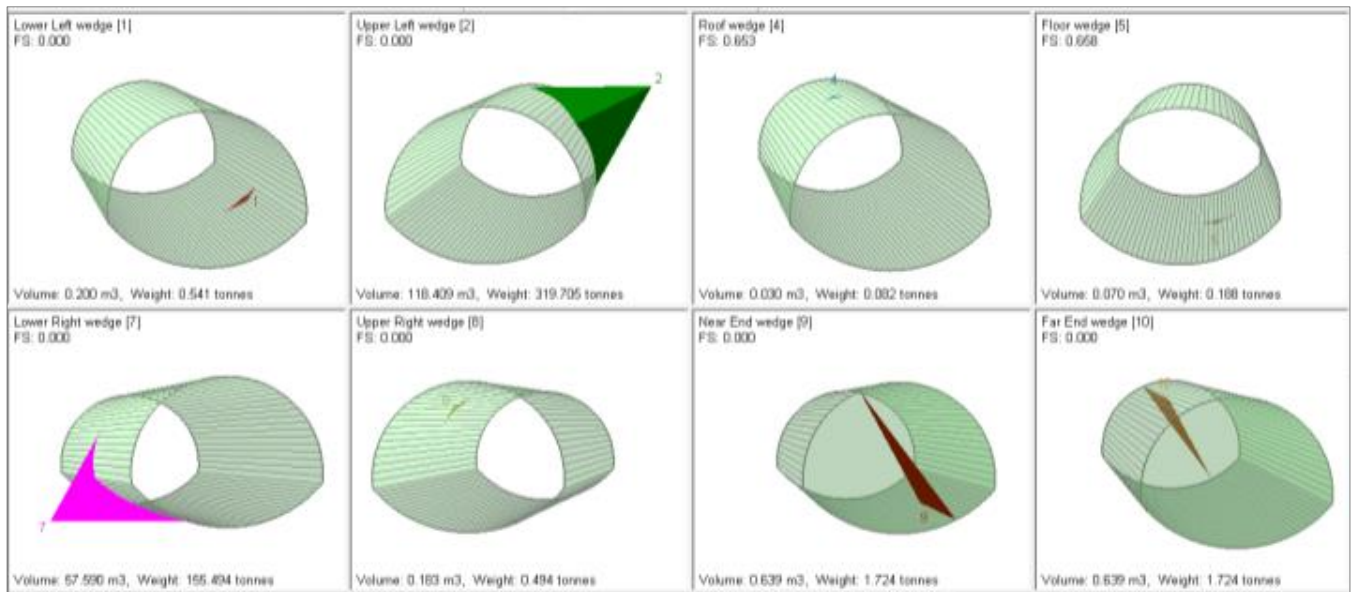 Lower Left wedge [1]
FS: 0.000
1
Volume: 0.200 m3, Weight: 0.541 tonnes
Upper Left wedge [2]
FS: 0.000
2
Volume: 118.409 m3, Weight: 319.705 tonnes
Roof wedge [4]
FS: 0.653
4
Volume: 0.030 m3, Weight: 0.082 tonnes
Floor wedge [5]
FS: 0.658
Volume: 0.070 m3, Weight: 0.188 tonnes
Lower Right wedge [7]
FS: 0.000
7
Volume: 57.590 m3, Weight: 155.494 tonnes
Upper Right wedge [8]
FS: 0.000
Volume: 0.183 m3, Weight: 0.494 tonnes
Near End wedge [9]
FS: 0.000
9
Volume: 0.639 m3, Weight: 1.724 tonnes
Far End wedge [10]
FS: 0.000
10
Volume: 0.639 m3, Weight: 1.724 tonnes